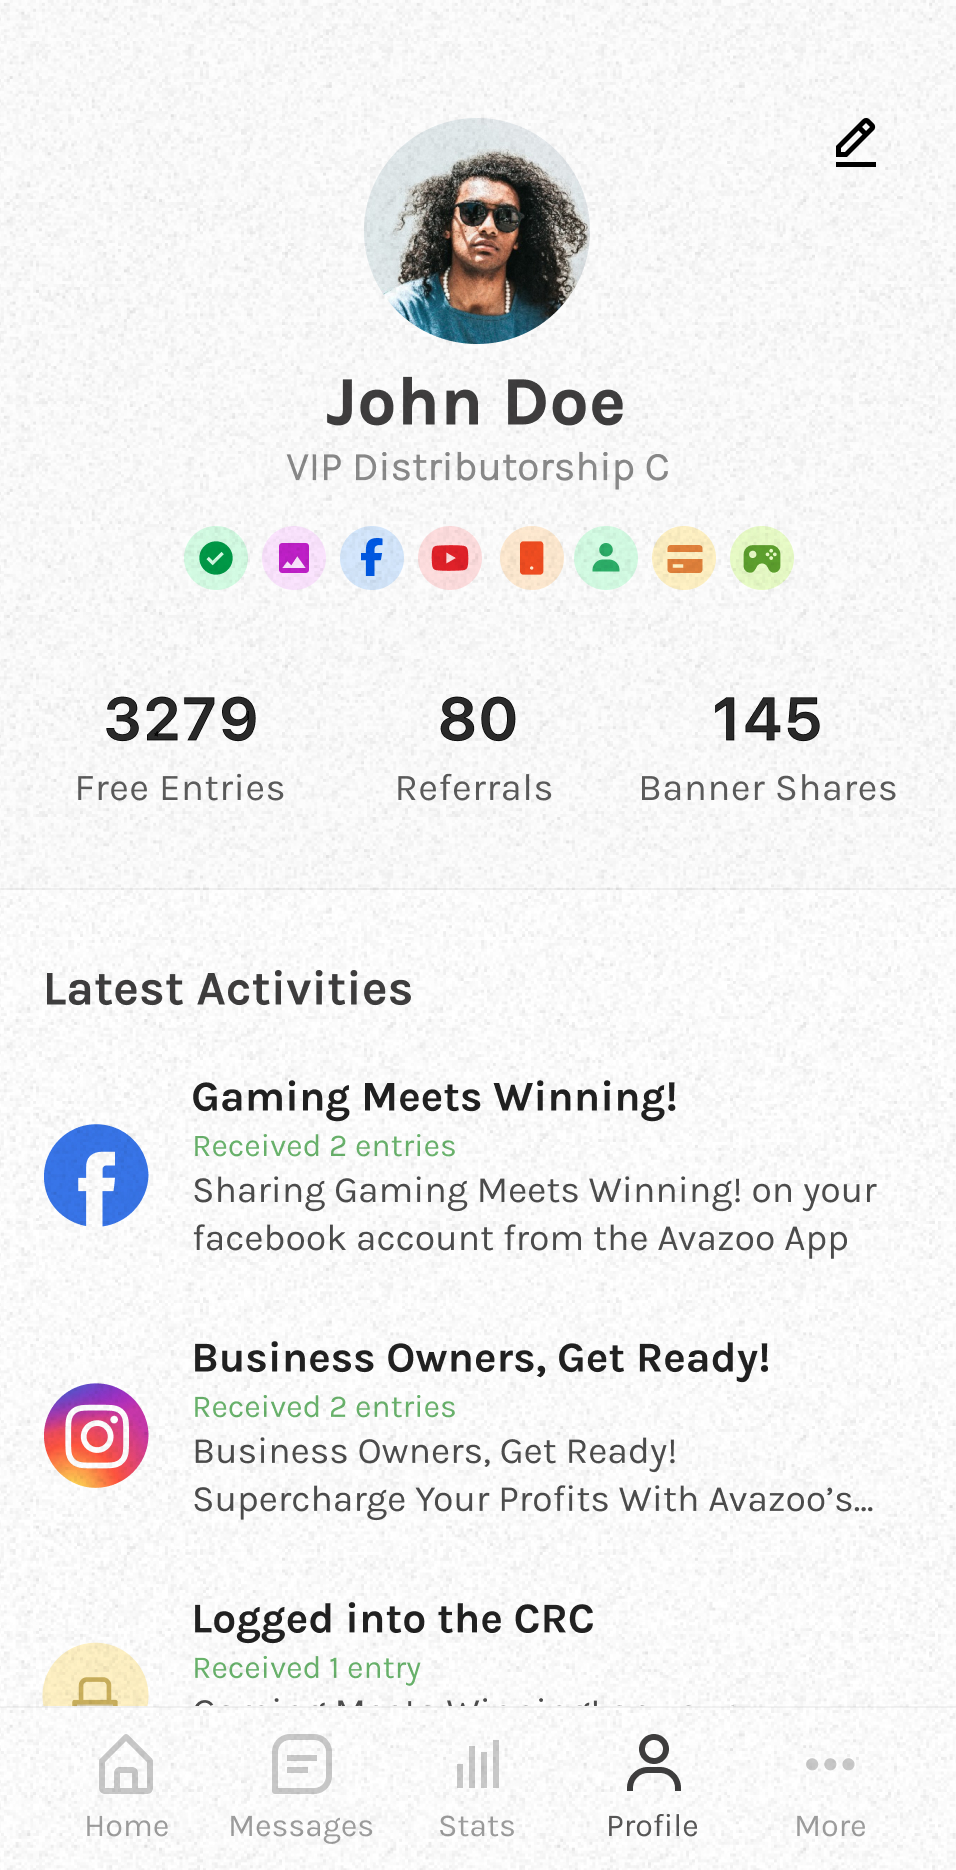 John Doe
VIP Distributorship C
3279
80
145
Free Entries
Referrals
Banner Shares
Latest Activities
Gaming Meets Winning!
Received 2 entries
Sharing Gaming Meets Winning! on your
facebook account from the Avazoo App
Business Owners, Get Ready!
Received 2 entries
Business Owners, Get Ready!
Supercharge Your Profits With Avazoo’s...
Logged into the CRC
Received 1 entry
Home
Messages
Stats
Profile
More